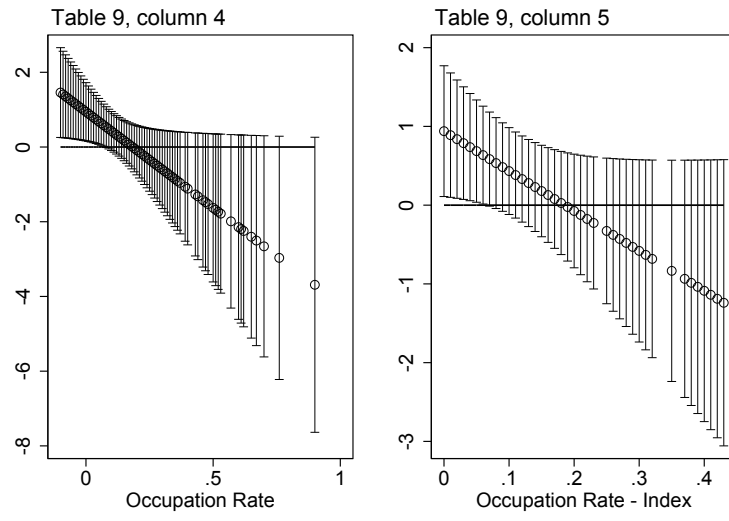 Table 9, column 4
2
0
-2
-4
-6
-8
0 .5 1
Occupation Rate
Table 9, column 5
2
1
0
-1
-2
-3
0 .1 .2 .3 .4
Occupation Rate - Index